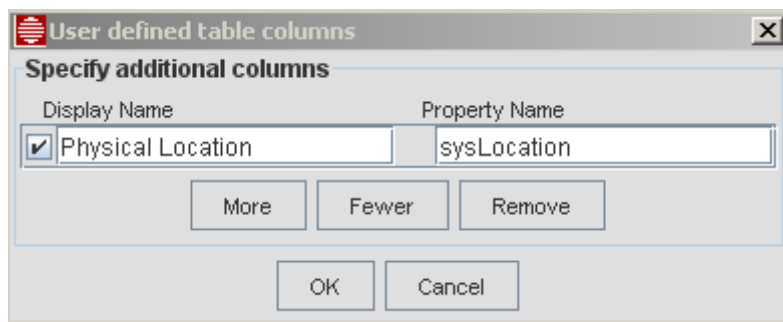 User defined table columns
Specify additional columns
Display Name Property Name
Physical Location sysLocation
More Fewer Remove
OK Cancel